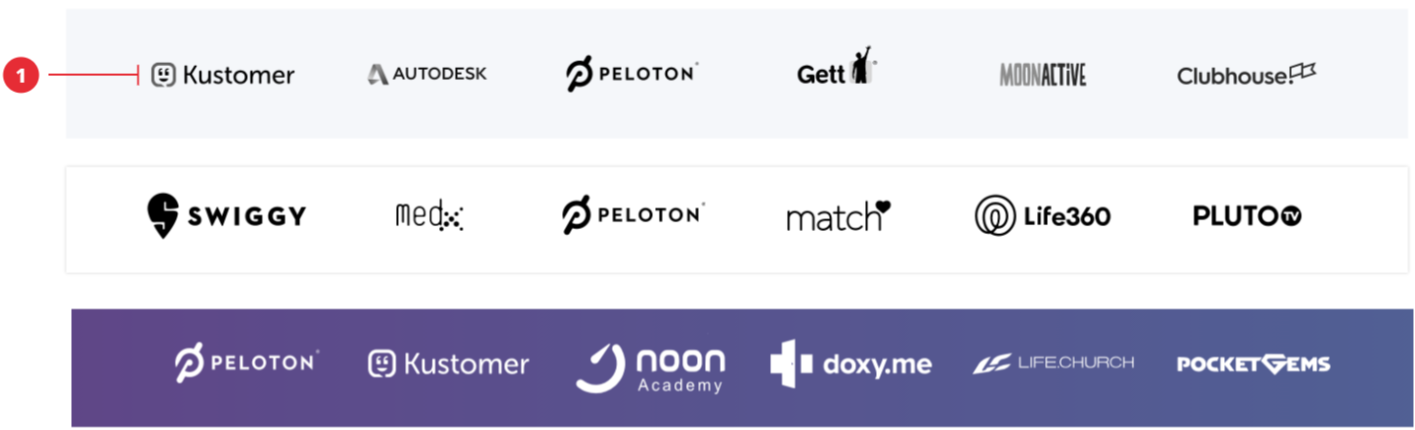 1 Kustomer AUTODESK PELOTON® Gett MOONACTiVE Clubhouse
SWIGGY medx PELOTON® match Life360 PLUTO TV
PELOTON® Kustomer noon Academy doxy.me LIFE.CHURCH POCKET GEMS